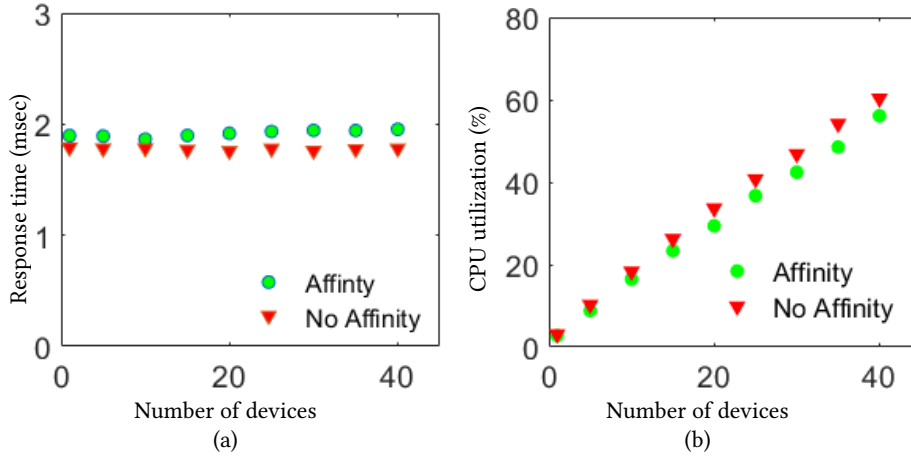 3
2
1
0
Response time (msec)
Affinty
No Affinity
0 20 40
Number of devices
(a)
80
60
40
20
0
CPU utilization (%)
Affinity
No Affinity
0 20 40
Number of devices
(b)